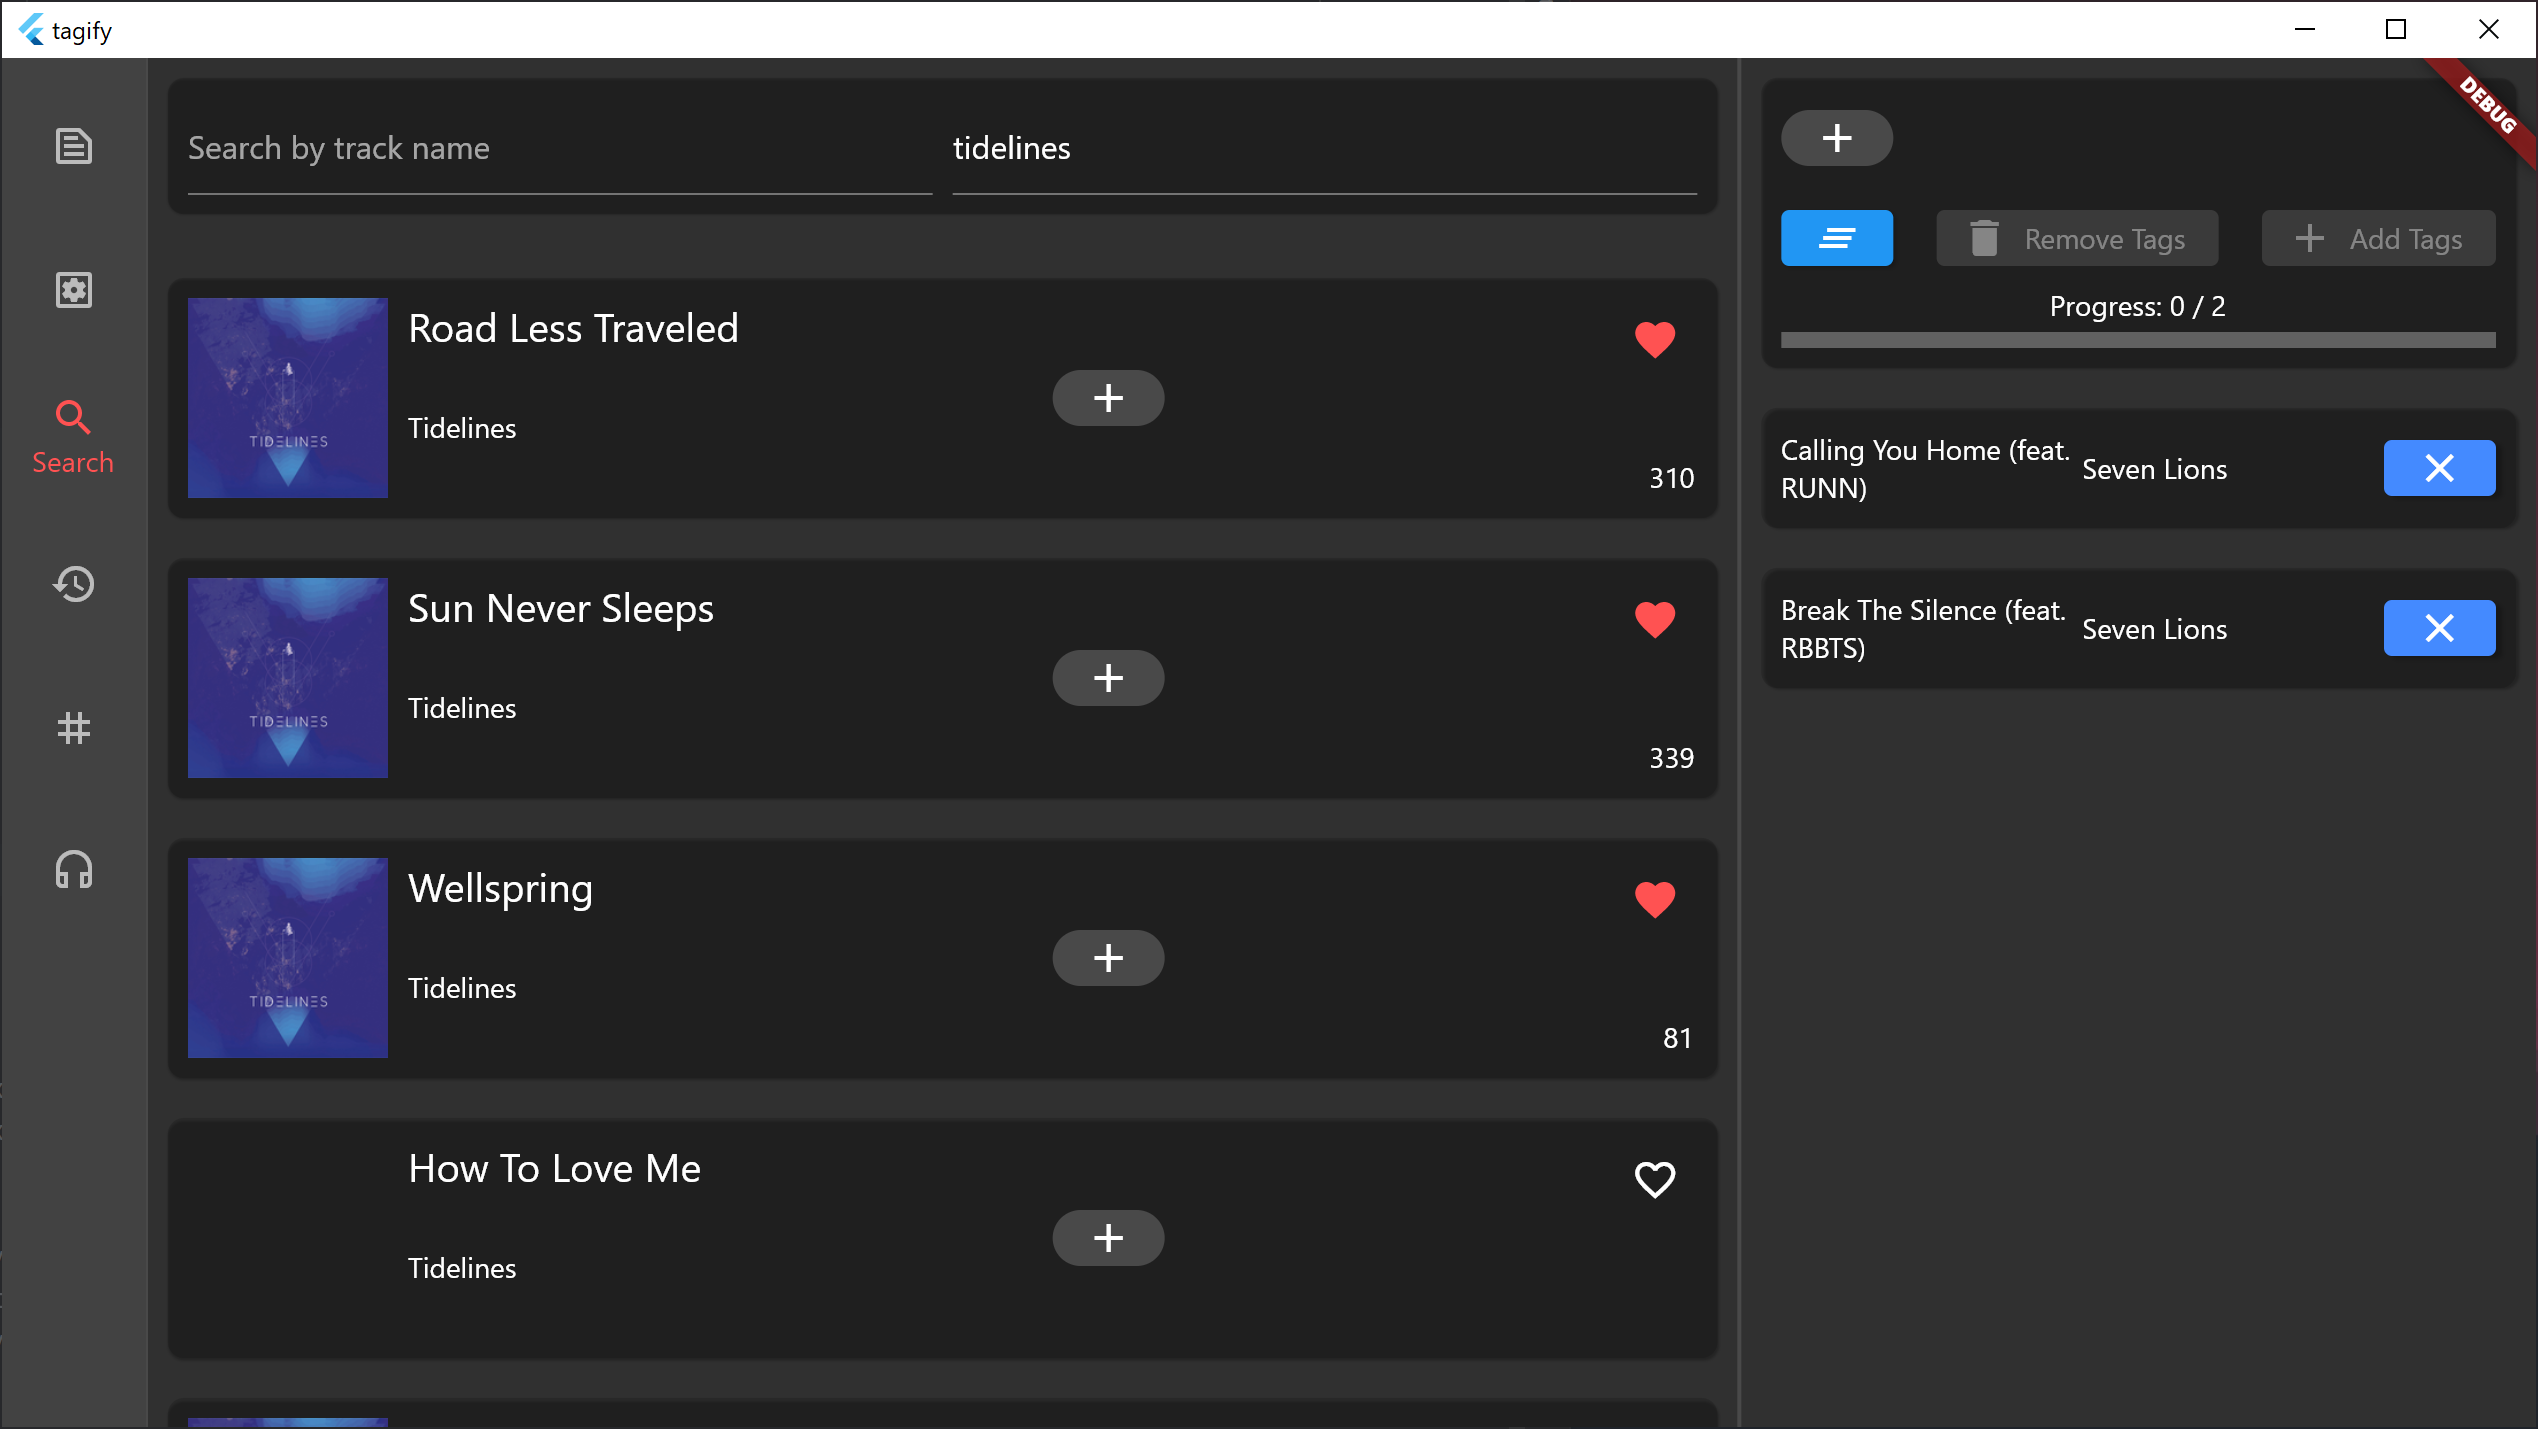 tagify
DEBUG
Search by track name
tidelines
Search
Road Less Traveled
Tidelines
TIDELINES
310
Sun Never Sleeps
Tidelines
TIDELINES
339
Wellspring
Tidelines
TIDELINES
81
How To Love Me
Tidelines
Remove Tags
Add Tags
Progress: 0 / 2
Calling You Home (feat.
RUNN)
Seven Lions
Break The Silence (feat.
RBBTS)
Seven Lions